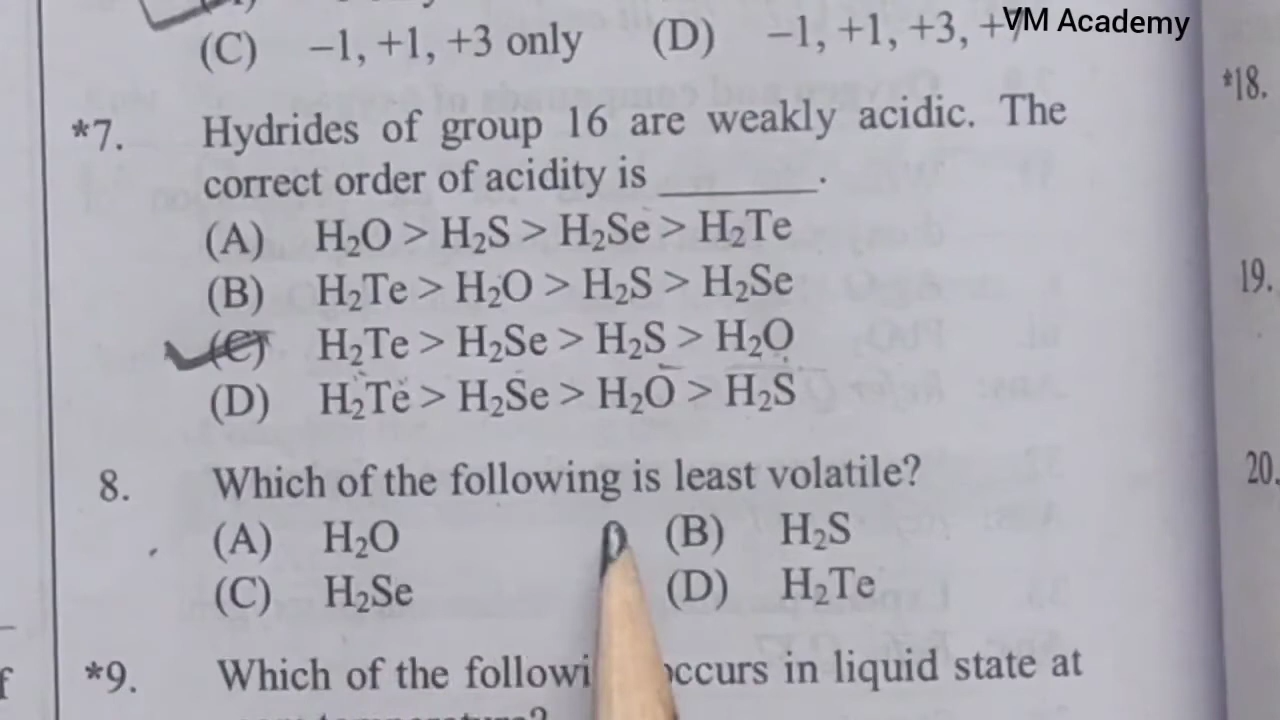 (C) –1, +1, +3 only (D) –1, +1, +3, +7
VM Academy
*7. Hydrides of group 16 are weakly acidic. The
correct order of acidity is ________.
(A) H₂O > H₂S > H₂Se > H₂Te
(B) H₂Te > H₂O > H₂S > H₂Se
(C) H₂Te > H₂Se > H₂S > H₂O
(D) H₂Te > H₂Se > H₂O > H₂S
8. Which of the following is least volatile?
(A) H₂O (B) H₂S
(C) H₂Se (D) H₂Te
*9. Which of the followi occurs in liquid state at
temperature?
*18.
19.
20.
f